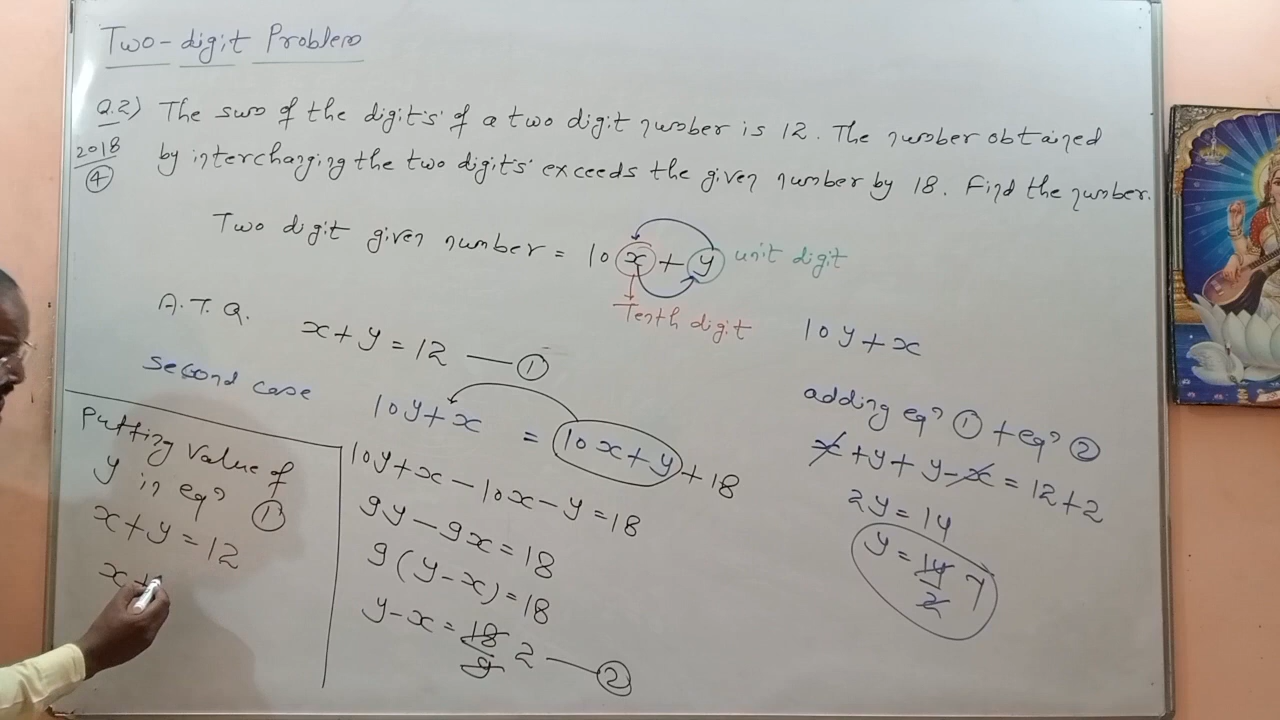 Two-digit Problem
Q.2) The sum of the digits' of a two digit number is 12. The number obtained
2018
4
by interchanging the two digits' exceeds the given number by 18. Find the number.
Two digit given number = 10x+y unit digit
Tenth digit
10y+x
A.T.Q.
x+y=12 — 1
second case
10y+x = 10x+y+18
10y+x-10x-y=18
9y-9x=18
9(y-x)=18
y-x=18/9 2 — 2
adding eqn 1 + eqn 2
x+y+y-x=12+2
2y=14
y=14/2 7
Putting value of
y in eqn 1
x+y=12
x+